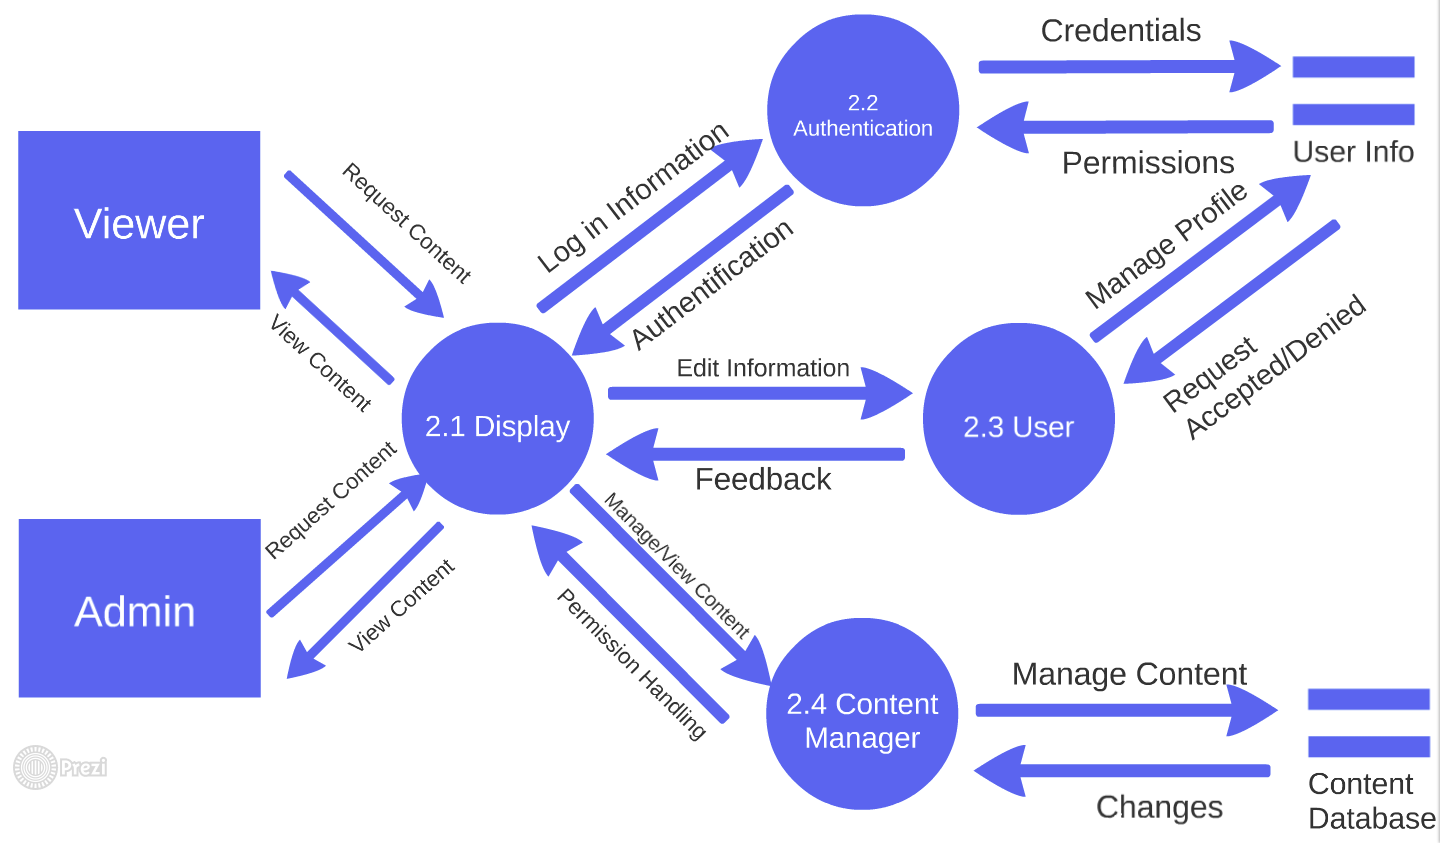 Credentials
2.2
Authentication
Permissions
User Info
Viewer
Request Content
View Content
Log in Information
Authentification
Manage Profile
Request
Accepted/Denied
Edit Information
2.1 Display
2.3 User
Feedback
Request Content
View Content
Admin
Manage/View Content
Permission Handling
2.4 Content
Manager
Manage Content
Changes
Content
Database
Prezi